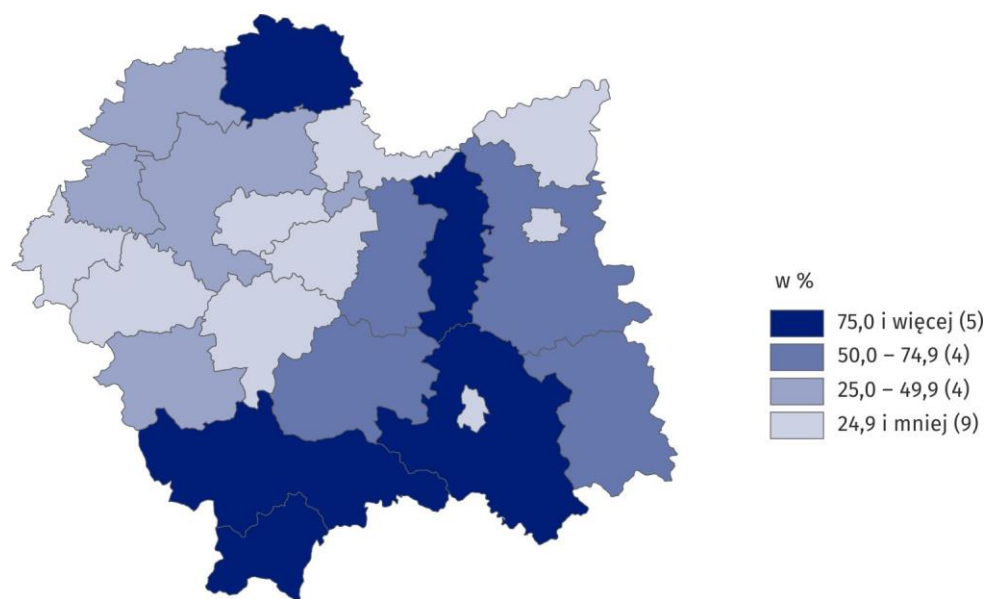 w %
75,0 i więcej (5)
50,0 – 74,9 (4)
25,0 – 49,9 (4)
24,9 i mniej (9)